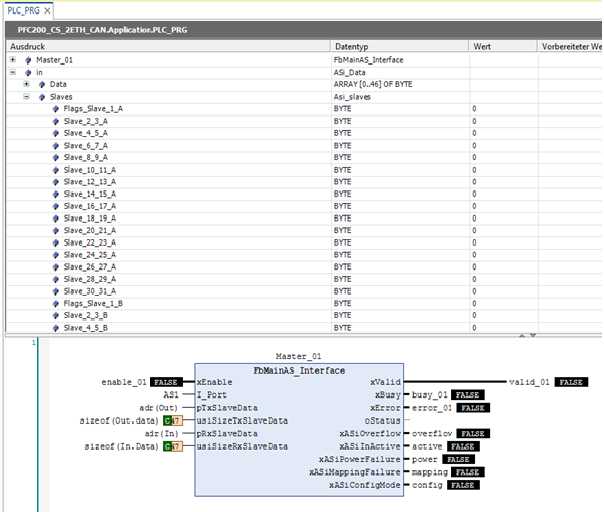 PLC_PRG
PFC200_CS_2ETH_CAN.Application.PLC_PRG
Ausdruck Datentyp Wert Vorbereiteter We
Master_01 FbMainAS_Interface
in ASi_Data
Data ARRAY [0..46] OF BYTE
Slaves Asi_slaves
Flags_Slave_1_A BYTE 0
Slave_2_3_A BYTE 0
Slave_4_5_A BYTE 0
Slave_6_7_A BYTE 0
Slave_8_9_A BYTE 0
Slave_10_11_A BYTE 0
Slave_12_13_A BYTE 0
Slave_14_15_A BYTE 0
Slave_16_17_A BYTE 0
Slave_18_19_A BYTE 0
Slave_20_21_A BYTE 0
Slave_22_23_A BYTE 0
Slave_24_25_A BYTE 0
Slave_26_27_A BYTE 0
Slave_28_29_A BYTE 0
Slave_30_31_A BYTE 0
Flags_Slave_1_B BYTE 0
Slave_2_3_B BYTE 0
Slave_4_5_B BYTE 0
1
Master_01
FbMainAS_Interface
enable_01 FALSE xEnable xValid valid_01 FALSE
AS1 I_Port xBusy busy_01 FALSE
adr(Out) pTxSlaveData xError error_01 FALSE
sizeof(Out.data) 47 usiSizeTxSlaveData oStatus
adr(In) pRxSlaveData xASiOverflow overflow FALSE
sizeof(In.Data) 47 usiSizeRxSlaveData xASiInActive active FALSE
xASiPowerFailure power FALSE
xASiMappingFailure mapping FALSE
xASiConfigMode config FALSE